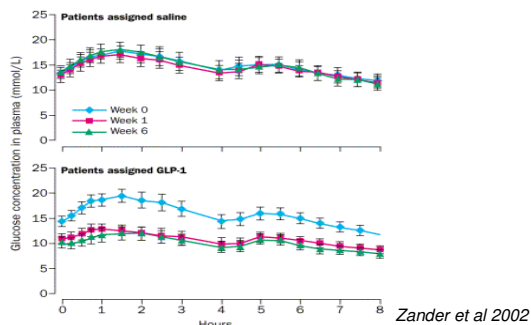 Patients assigned saline
25
20
15
10
5
0
Week 0
Week 1
Week 6
Glucose concentration in plasma (mmol/L)
Patients assigned GLP-1
25
20
15
10
5
0
0 1 2 3 4 5 6 7 8
Hours
Zander et al 2002